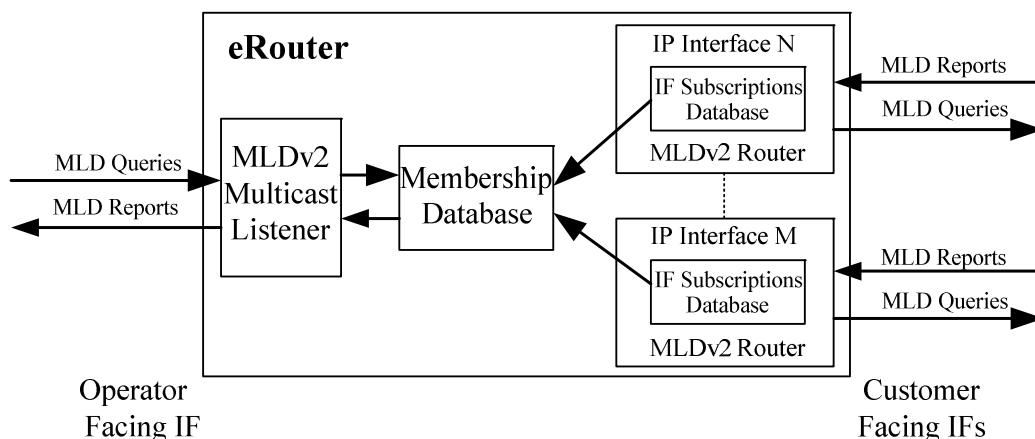 eRouter
MLD Queries
MLD Reports
MLDv2
Multicast
Listener
Membership
Database
IP Interface N
IF Subscriptions
Database
MLDv2 Router
MLD Reports
MLD Queries
IP Interface M
IF Subscriptions
Database
MLDv2 Router
MLD Reports
MLD Queries
Operator
Facing IF
Customer
Facing IFs